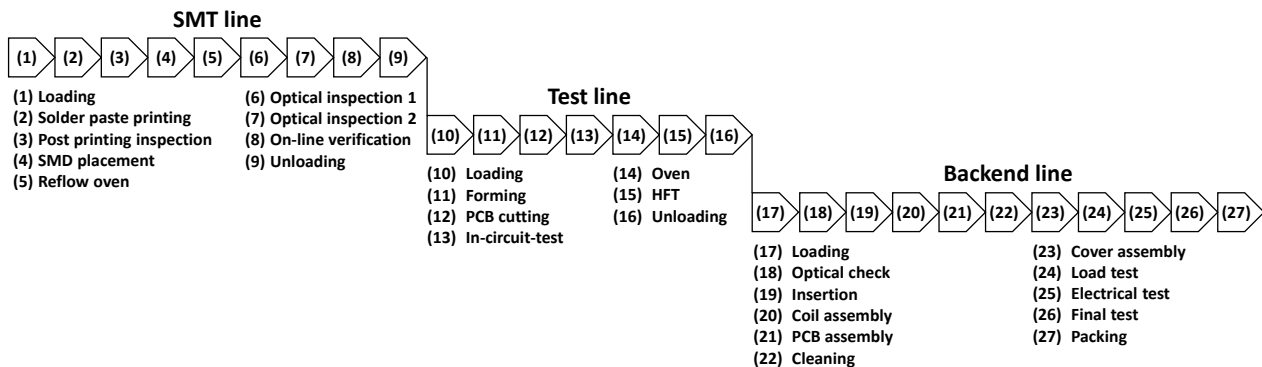 SMT line
(1) (2) (3) (4) (5) (6) (7) (8) (9)
(1) Loading
(2) Solder paste printing
(3) Post printing inspection
(4) SMD placement
(5) Reflow oven
(6) Optical inspection 1
(7) Optical inspection 2
(8) On-line verification
(9) Unloading
Test line
(10) (11) (12) (13) (14) (15) (16)
(10) Loading
(11) Forming
(12) PCB cutting
(13) In-circuit-test
(14) Oven
(15) HFT
(16) Unloading
Backend line
(17) (18) (19) (20) (21) (22) (23) (24) (25) (26) (27)
(17) Loading
(18) Optical check
(19) Insertion
(20) Coil assembly
(21) PCB assembly
(22) Cleaning
(23) Cover assembly
(24) Load test
(25) Electrical test
(26) Final test
(27) Packing